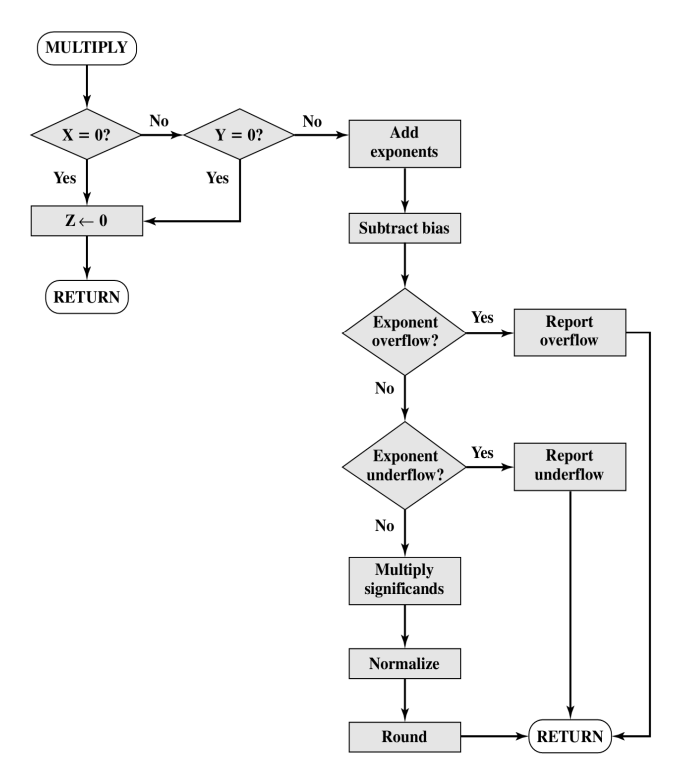 MULTIPLY
X = 0?
No
Y = 0?
No
Add
exponents
Yes
Yes
Z ← 0
RETURN
Subtract bias
Exponent
overflow?
Yes
Report
overflow
No
Exponent
underflow?
Yes
Report
underflow
No
Multiply
significands
Normalize
Round
RETURN